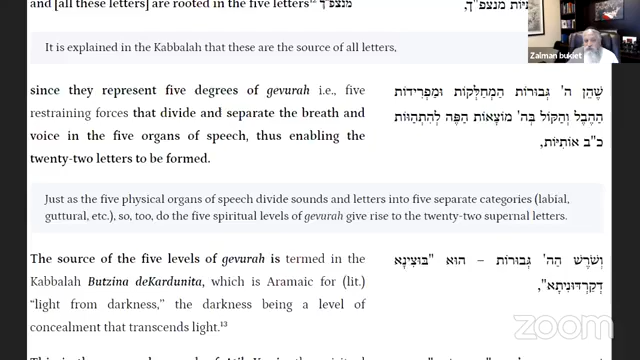 and [all these letters] are rooted in the five letters¹² מנצפ"ך
It is explained in the Kabbalah that these are the source of all letters,
since they represent five degrees of gevurah i.e., five
restraining forces that divide and separate the breath and
voice in the five organs of speech, thus enabling the
twenty-two letters to be formed.
Just as the five physical organs of speech divide sounds and letters into five separate categories (labial,
guttural, etc.), so, too, do the five spiritual levels of gevurah give rise to the twenty-two supernal letters.
The source of the five levels of gevurah is termed in the
Kabbalah Butzina deKardunita, which is Aramaic for (lit.)
“light from darkness,” the darkness being a level of
concealment that transcends light.¹³
מנצפ"ך,
שֶׁהֵן ה' גְּבוּרוֹת הַמְחַלְּקוֹת וּמַפְרִידוֹת
הַהֶבֶל וְהַקּוֹל בְּה' מוֹצָאוֹת הַפֶּה לְהִתְהַוּוֹת
כ"ב אוֹתִיּוֹת,
וְשֹׁרֶשׁ הַה' גְּבוּרוֹת – הוּא "בּוּצִינָא
דְקַרְדּוּנִיתָא",
Zalman bukiet
zoom